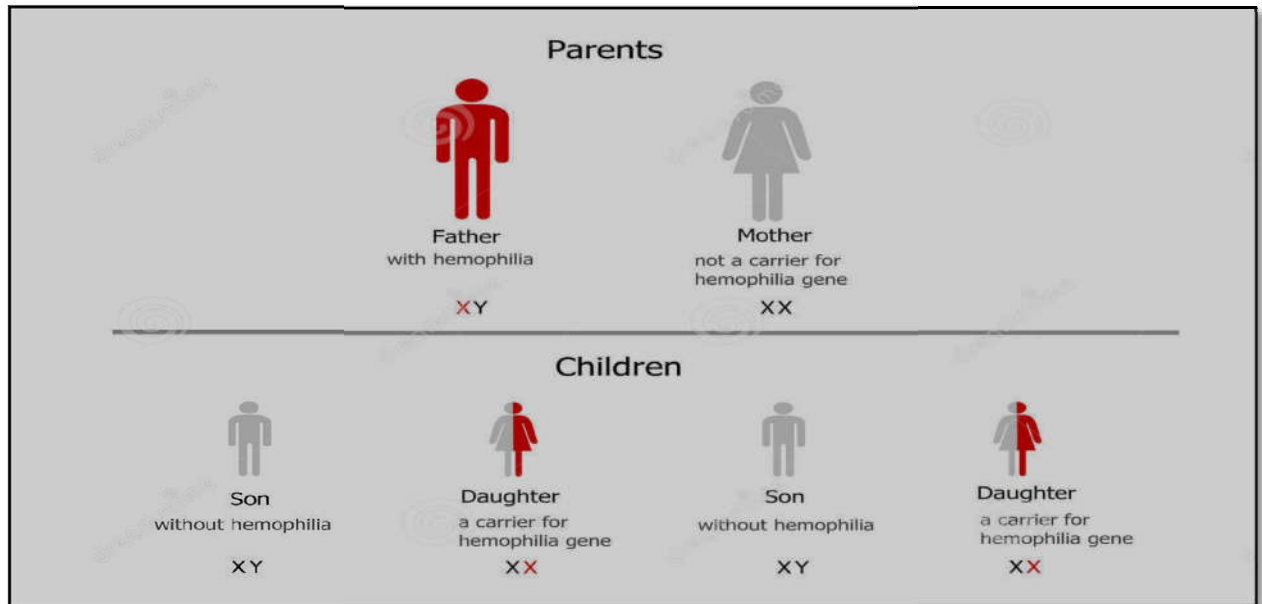 Parents
Father
with hemophilia
XY
Mother
not a carrier for
hemophilia gene
XX
Children
Son
without hemophilia
XY
Daughter
a carrier for
hemophilia gene
XX
Son
without hemophilia
XY
Daughter
a carrier for
hemophilia gene
XX